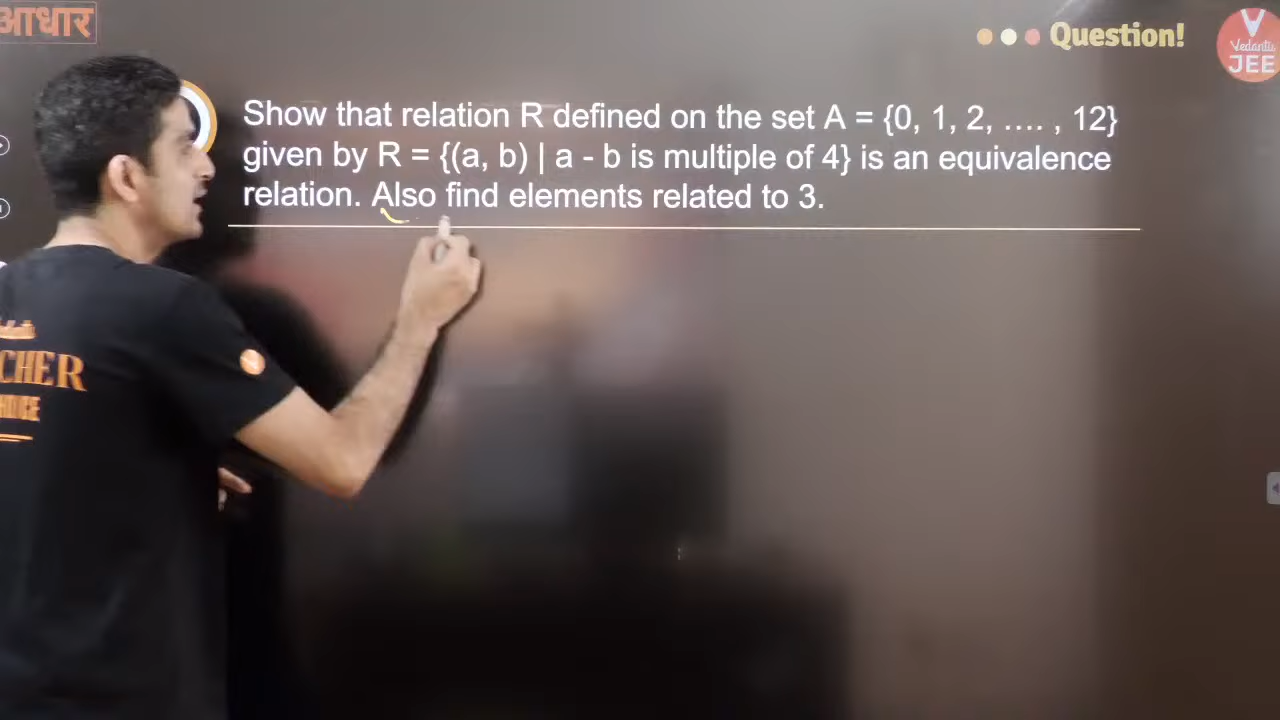 आधार
Question!
Vedantu
JEE
Show that relation R defined on the set A = {0, 1, 2, .... , 12}
given by R = {(a, b) | a - b is multiple of 4} is an equivalence
relation. Also find elements related to 3.
CHER